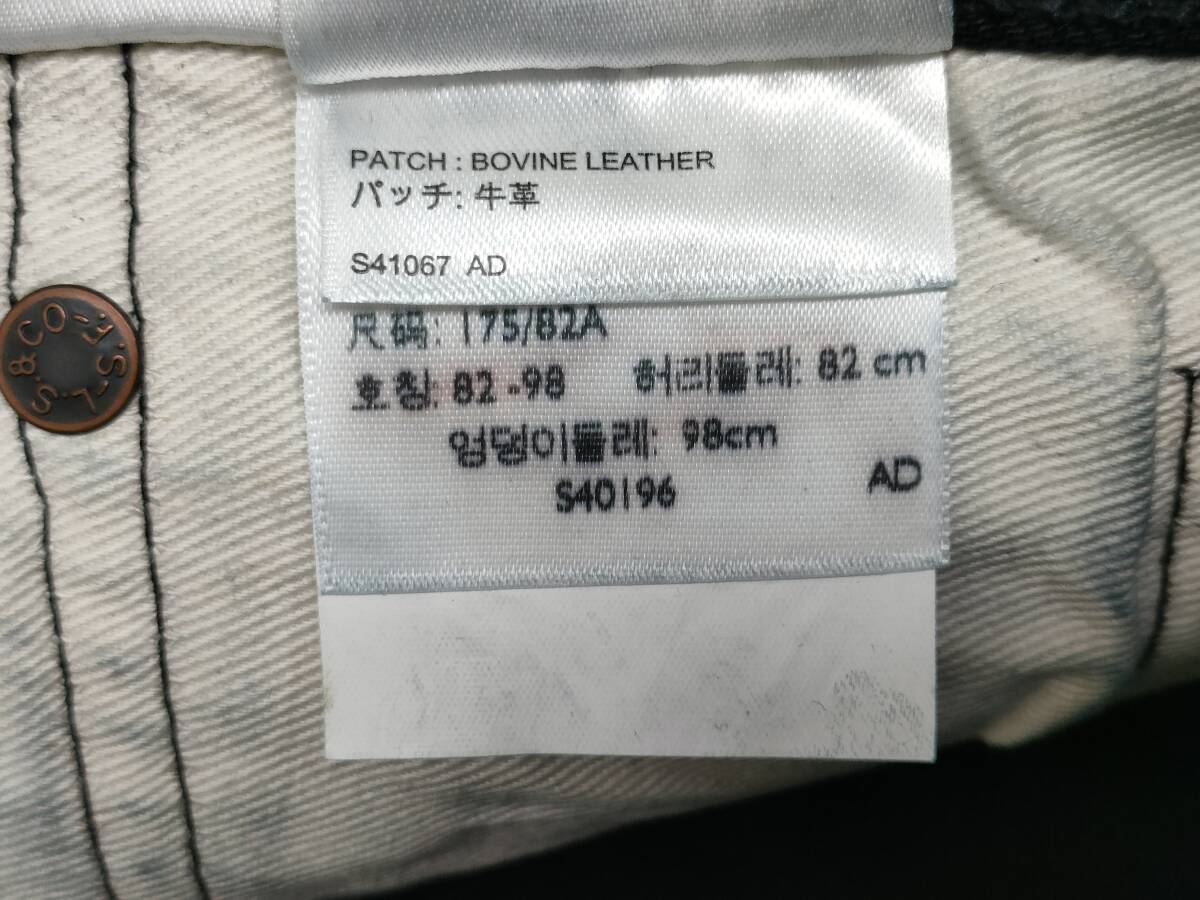 PATCH : BOVINE LEATHER
パッチ: 牛革
S41067 AD
尺码: 175/82A
호칭: 82-98 허리둘레: 82 cm
엉덩이둘레: 98cm
S40196 AD
L.S.&CO-F.S-